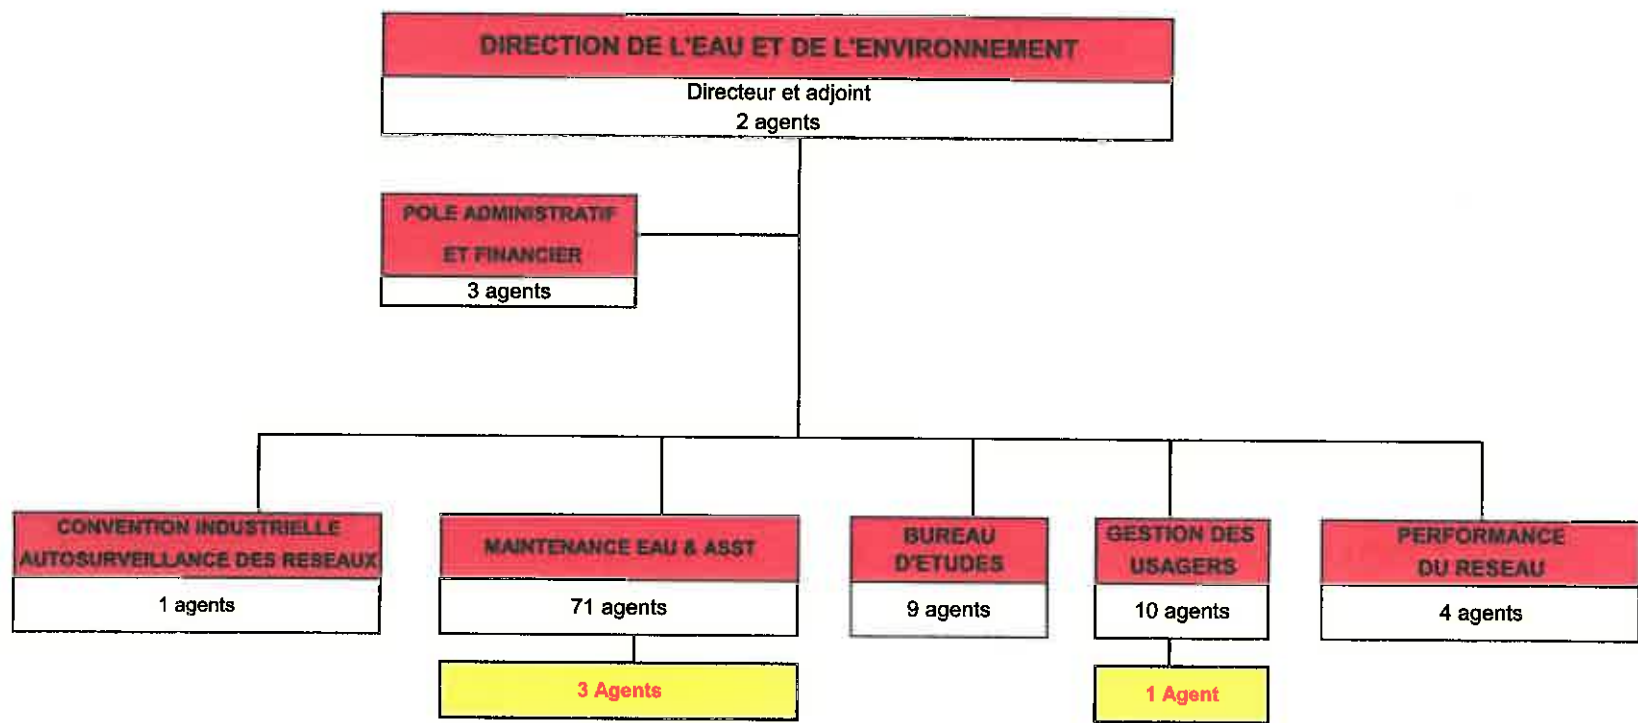 DIRECTION DE L'EAU ET DE L'ENVIRONNEMENT
Directeur et adjoint
2 agents
POLE ADMINISTRATIF
ET FINANCIER
3 agents
CONVENTION INDUSTRIELLE
AUTOSURVEILLANCE DES RESEAUX
1 agents
MAINTENANCE EAU & ASST
71 agents
3 Agents
BUREAU
D'ETUDES
9 agents
GESTION DES
USAGERS
10 agents
1 Agent
PERFORMANCE
DU RESEAU
4 agents